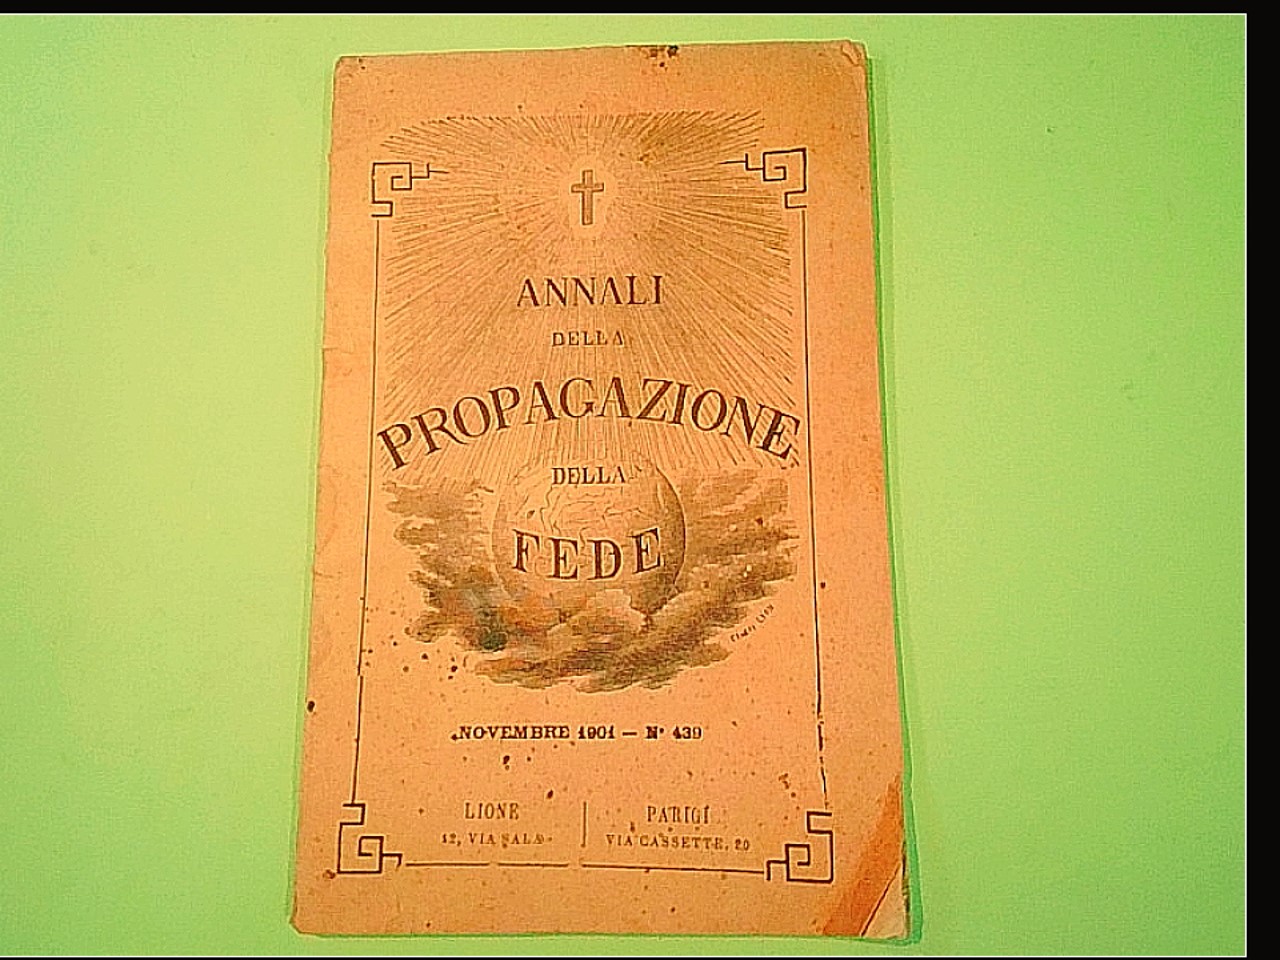 ANNALI
DELLA
PROPAGAZIONE
DELLA
FEDE
NOVEMBRE 1901 — N° 439
LIONE
12, VIA SALA
PARIGI
VIA CASSETTE, 20